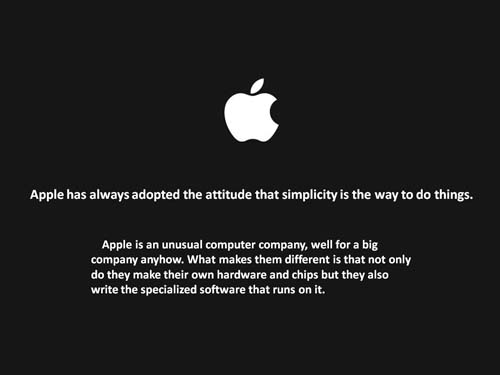 Apple has always adopted the attitude that simplicity is the way to do things.
Apple is an unusual computer company, well for a big
company anyhow. What makes them different is that not only
do they make their own hardware and chips but they also
write the specialized software that runs on it.